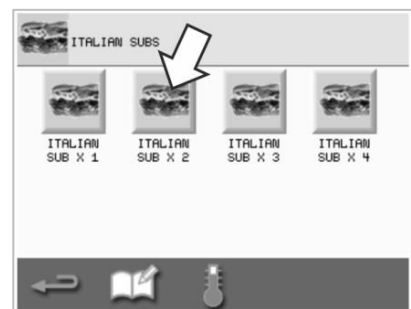 ITALIAN SUBS
ITALIAN
SUB X 1
ITALIAN
SUB X 2
ITALIAN
SUB X 3
ITALIAN
SUB X 4